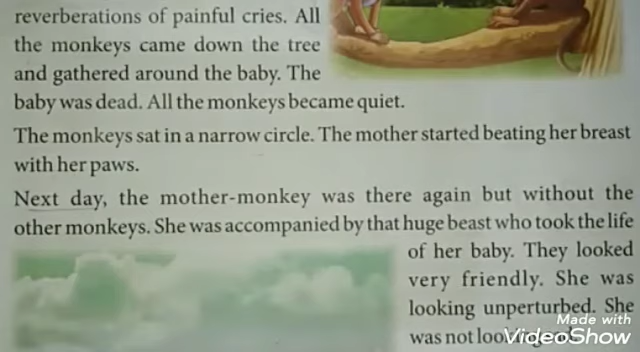 reverberations of painful cries. All
the monkeys came down the tree
and gathered around the baby. The
baby was dead. All the monkeys became quiet.
The monkeys sat in a narrow circle. The mother started beating her breast
with her paws.
Next day, the mother-monkey was there again but without the
other monkeys. She was accompanied by that huge beast who took the life
of her baby. They looked
very friendly. She was
looking unperturbed. She
was not
Made with
VideoShow